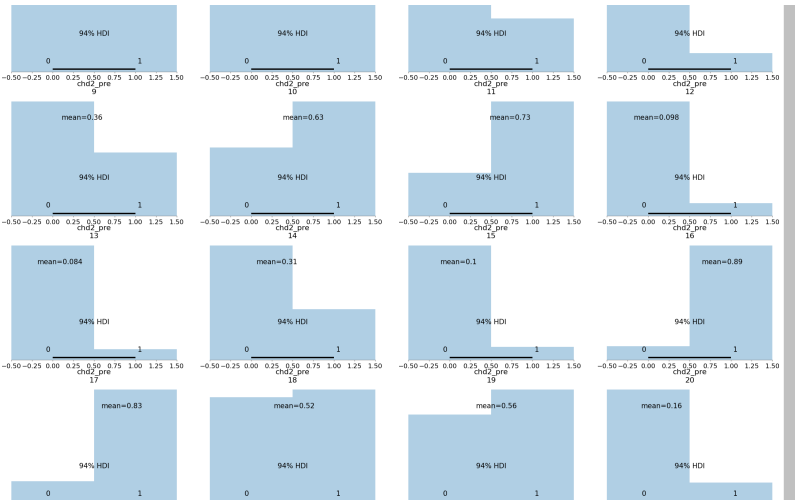 94% HDI 94% HDI 94% HDI 94% HDI
0 1 0 1 0 1 0 1
−0.50 −0.25 0.00 0.25 0.50 0.75 1.00 1.25 1.50 −0.50 −0.25 0.00 0.25 0.50 0.75 1.00 1.25 1.50 −0.50 −0.25 0.00 0.25 0.50 0.75 1.00 1.25 1.50 −0.50 −0.25 0.00 0.25 0.50 0.75 1.00 1.25 1.50
chd2_pre chd2_pre chd2_pre chd2_pre
9 10 11 12
mean=0.36 mean=0.63 mean=0.73 mean=0.098
94% HDI 94% HDI 94% HDI 94% HDI
0 1 0 1 0 1 0 1
−0.50 −0.25 0.00 0.25 0.50 0.75 1.00 1.25 1.50 −0.50 −0.25 0.00 0.25 0.50 0.75 1.00 1.25 1.50 −0.50 −0.25 0.00 0.25 0.50 0.75 1.00 1.25 1.50 −0.50 −0.25 0.00 0.25 0.50 0.75 1.00 1.25 1.50
chd2_pre chd2_pre chd2_pre chd2_pre
13 14 15 16
mean=0.084 mean=0.31 mean=0.1 mean=0.89
94% HDI 94% HDI 94% HDI 94% HDI
0 1 0 1 0 1 0 1
−0.50 −0.25 0.00 0.25 0.50 0.75 1.00 1.25 1.50 −0.50 −0.25 0.00 0.25 0.50 0.75 1.00 1.25 1.50 −0.50 −0.25 0.00 0.25 0.50 0.75 1.00 1.25 1.50 −0.50 −0.25 0.00 0.25 0.50 0.75 1.00 1.25 1.50
chd2_pre chd2_pre chd2_pre chd2_pre
17 18 19 20
mean=0.83 mean=0.52 mean=0.56 mean=0.16
94% HDI 94% HDI 94% HDI 94% HDI
0 1 0 1 0 1 0 1